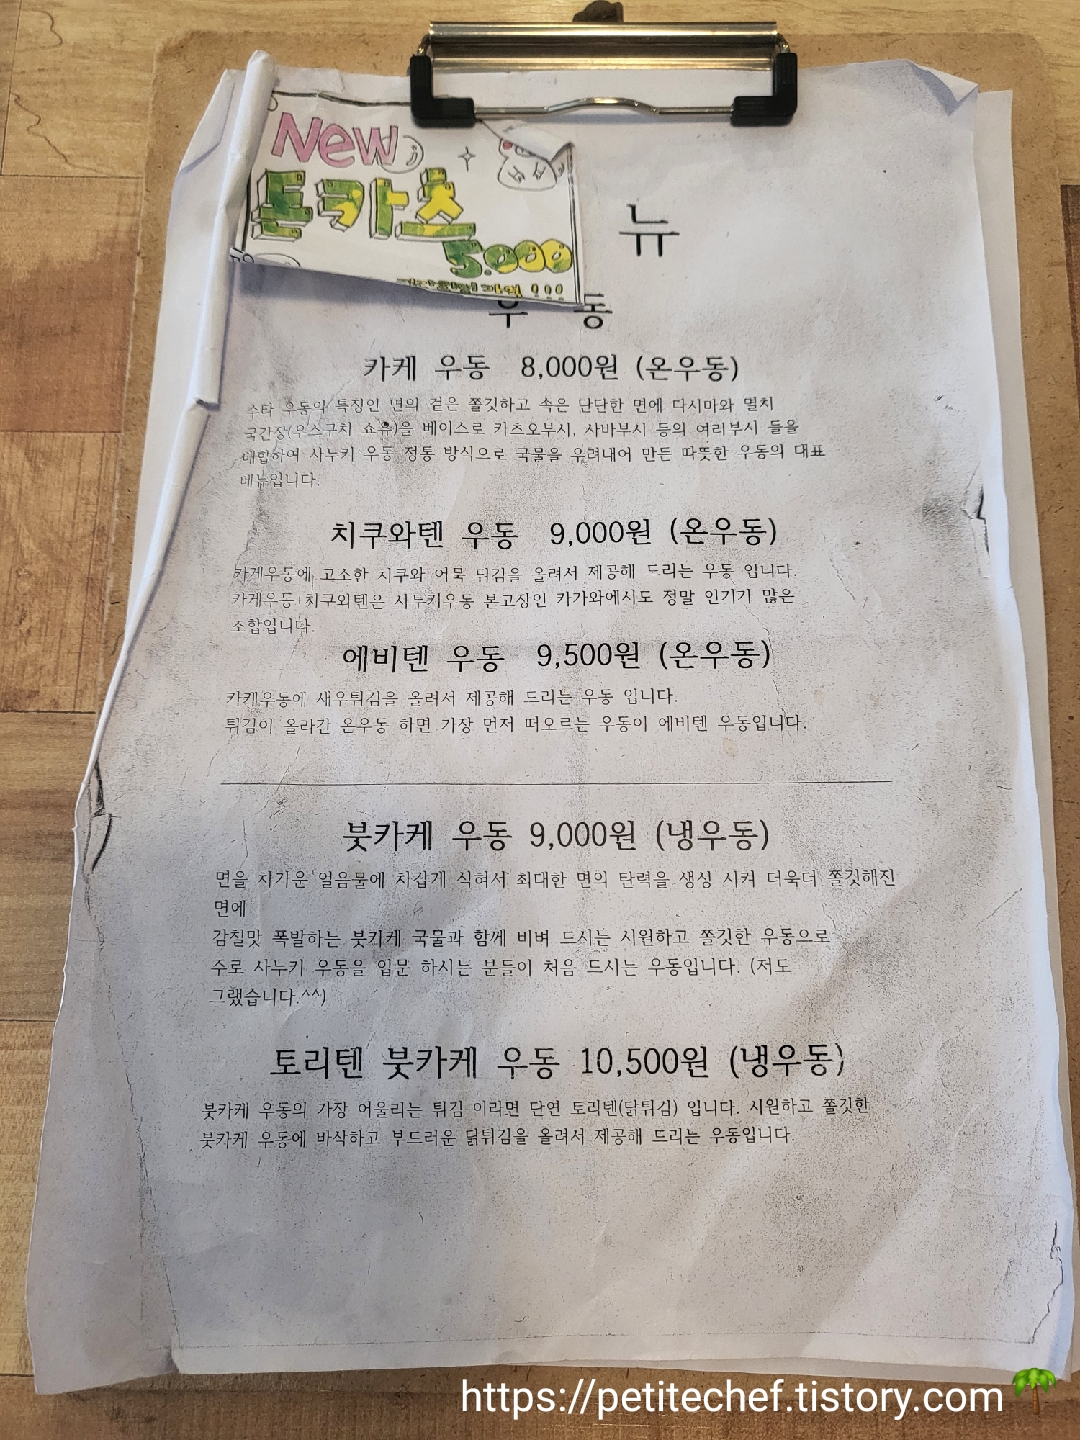 New
돈카츠
5.000
!!!
뉴
우 동
카케 우동 8,000원 (온우동)
수타 우동의 특징인 면의 겉은 쫄깃하고 속은 단단한 면에 다시마와 멸치
국간장(우스구치 쇼유)을 베이스로 카츠오부시, 사바부시 등의 여러부시 들을
배합하여 사누키 우동 정통 방식으로 국물을 우려내어 만든 따뜻한 우동의 대표
메뉴입니다.
치쿠와텐 우동 9,000원 (온우동)
카케우동에 고소한 치쿠와 어묵 튀김을 올려서 제공해 드리는 우동 입니다.
카케우동 치쿠와텐은 사누키우동 본고장인 카가와에서도 정말 인기가 많은
조합입니다.
에비텐 우동 9,500원 (온우동)
카케우동에 새우튀김을 올려서 제공해 드리는 우동 입니다.
튀김이 올라간 온우동 하면 가장 먼저 떠오르는 우동이 에비텐 우동입니다.
붓카케 우동 9,000원 (냉우동)
면을 차가운 얼음물에 차갑게 식혀서 최대한 면의 탄력을 생성 시켜 더욱더 쫄깃해진
면에
감칠맛 폭발하는 붓카케 국물과 함께 비벼 드시는 시원하고 쫄깃한 우동으로
주로 사누키 우동을 입문 하시는 분들이 처음 드시는 우동입니다. (저도
그랬습니다.^^)
토리텐 붓카케 우동 10,500원 (냉우동)
붓카케 우동의 가장 어울리는 튀김 이라면 단연 토리텐(닭튀김) 입니다. 시원하고 쫄깃한
붓카케 우동에 바삭하고 부드러운 닭튀김을 올려서 제공해 드리는 우동입니다.
https://petitechef.tistory.com